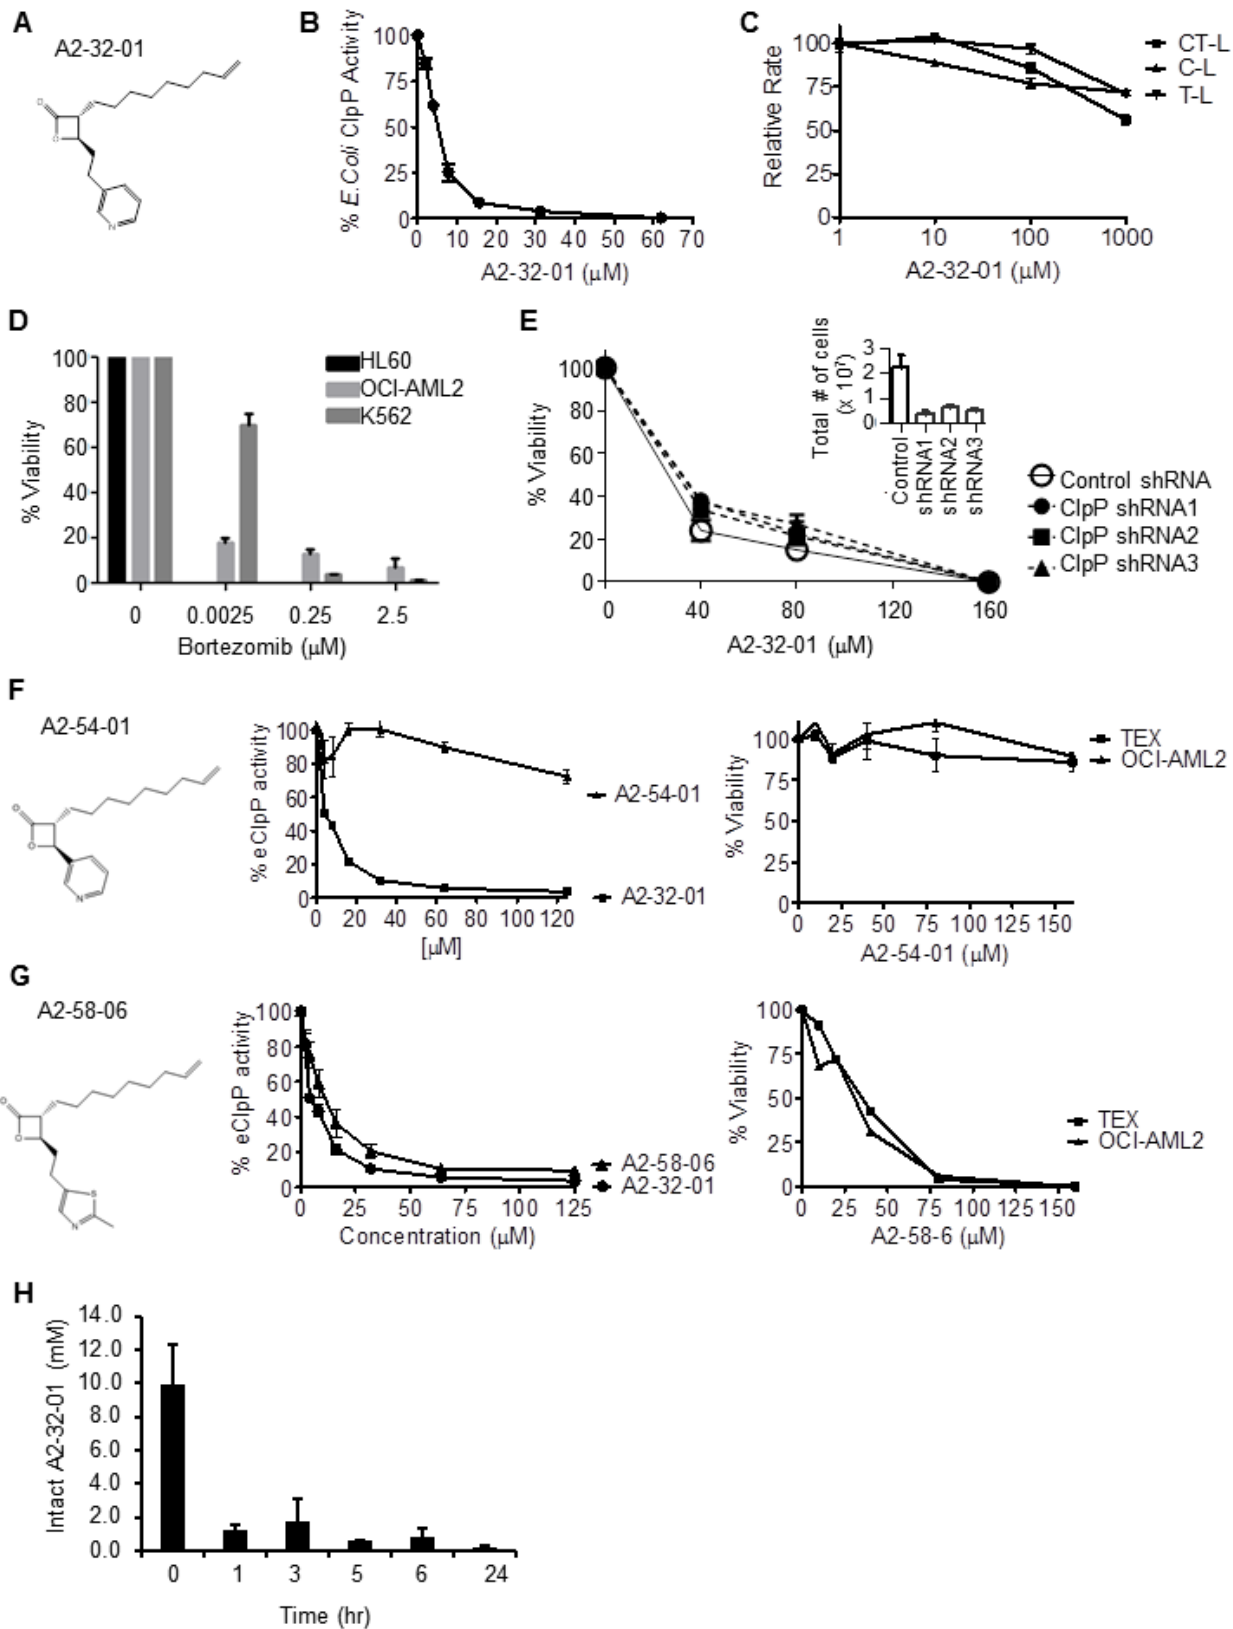 A
A2-32-01
O
O
N
B
% E.Coli ClpP Activity
100
75
50
25
0
0 10 20 30 40 50 60 70
A2-32-01 (μM)
C
Relative Rate
100
75
50
25
0
1 10 100 1000
A2-32-01 (μM)
CT-L
C-L
T-L
D
% Viability
100
80
60
40
20
0
0 0.0025 0.25 2.5
Bortezomib (μM)
HL60
OCI-AML2
K562
E
% Viability
100
80
60
40
20
0
0 40 80 120 160
A2-32-01 (μM)
Total # of cells
(x 10⁷)
3
2
1
0
Control
shRNA1
shRNA2
shRNA3
Control shRNA
ClpP shRNA1
ClpP shRNA2
ClpP shRNA3
F
A2-54-01
O
O
N
% eClpP activity
100
80
60
40
20
0
0 20 40 60 80 100 120
[μM]
A2-54-01
A2-32-01
% Viability
100
75
50
25
0
0 25 50 75 100 125 150
A2-54-01 (μM)
TEX
OCI-AML2
G
A2-58-06
O
O
S
N
% eClpP activity
100
80
60
40
20
0
0 25 50 75 100 125
Concentration (μM)
A2-58-06
A2-32-01
% Viability
100
75
50
25
0
0 25 50 75 100 125 150
A2-58-6 (μM)
TEX
OCI-AML2
H
Intact A2-32-01 (mM)
14.0
12.0
10.0
8.0
6.0
4.0
2.0
0.0
0 1 3 5 6 24
Time (hr)